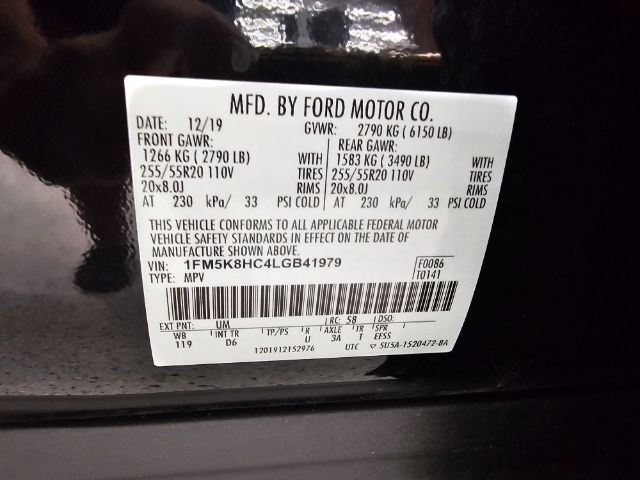 MFD. BY FORD MOTOR CO.
DATE: 12/19 GVWR: 2790 KG ( 6150 LB)
FRONT GAWR: REAR GAWR:
1266 KG ( 2790 LB) WITH 1583 KG ( 3490 LB) WITH
255/55R20 110V TIRES 255/55R20 110V TIRES
20x8.0J RIMS 20x8.0J RIMS
AT 230 kPa/ 33 PSI COLD AT 230 kPa/ 33 PSI COLD
THIS VEHICLE CONFORMS TO ALL APPLICABLE FEDERAL MOTOR
VEHICLE SAFETY STANDARDS IN EFFECT ON THE DATE OF
MANUFACTURE SHOWN ABOVE.
VIN: 1FM5K8HC4LGB41979 F0086
TYPE: MPV T0141
EXT PNT: UM RC: 58 DSO:
WB INT TR TP/PS R AXLE TR SPR
119 D6 U 3A T EFSS
1201912152976 UTC 5U5A-1520472-BA